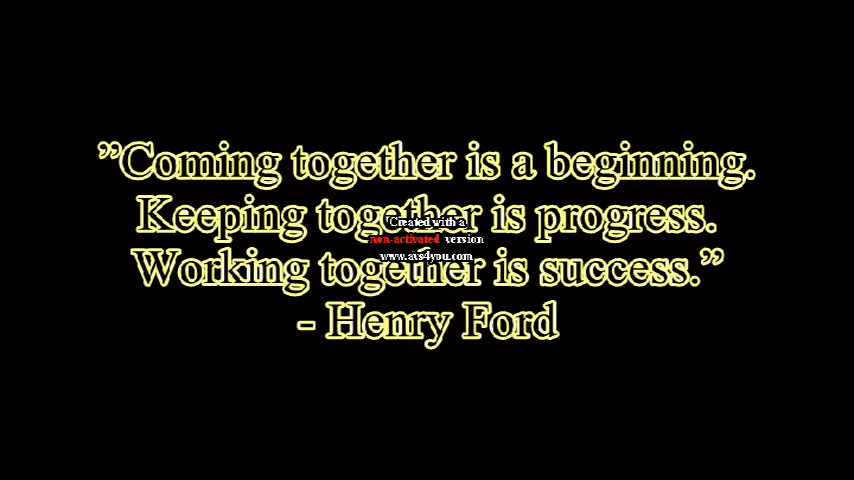 ”Coming together is a beginning.
Keeping together is progress.
Created with a
non-activated version
www.avs4you.com
Working together is success.”
- Henry Ford